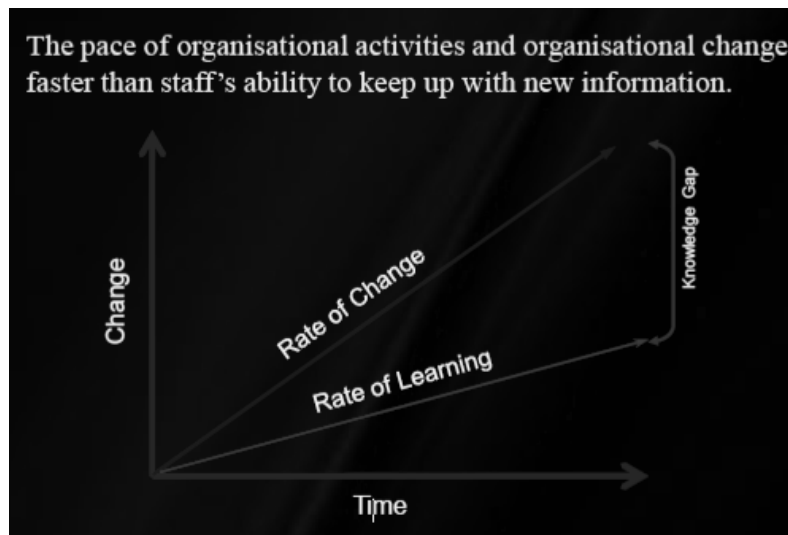 The pace of organisational activities and organisational change
faster than staff's ability to keep up with new information.
Knowledge Gap
Change
Rate of Change
Rate of Learning
Time